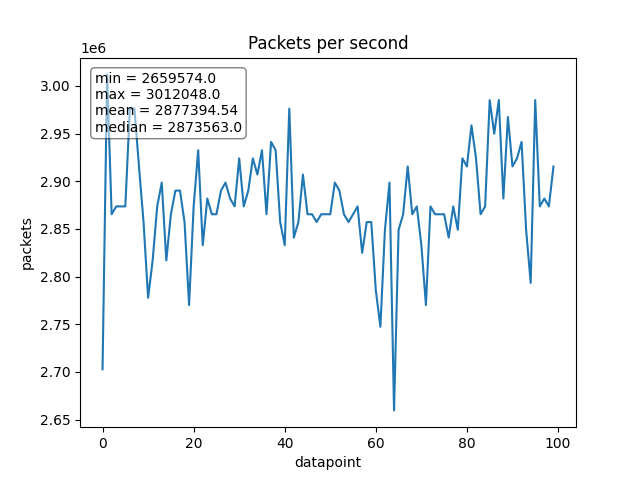 Packets per second
1e6
min = 2659574.0
max = 3012048.0
mean = 2877394.54
median = 2873563.0
3.00
2.95
2.90
2.85
2.80
2.75
2.70
2.65
packets
0 20 40 60 80 100
datapoint